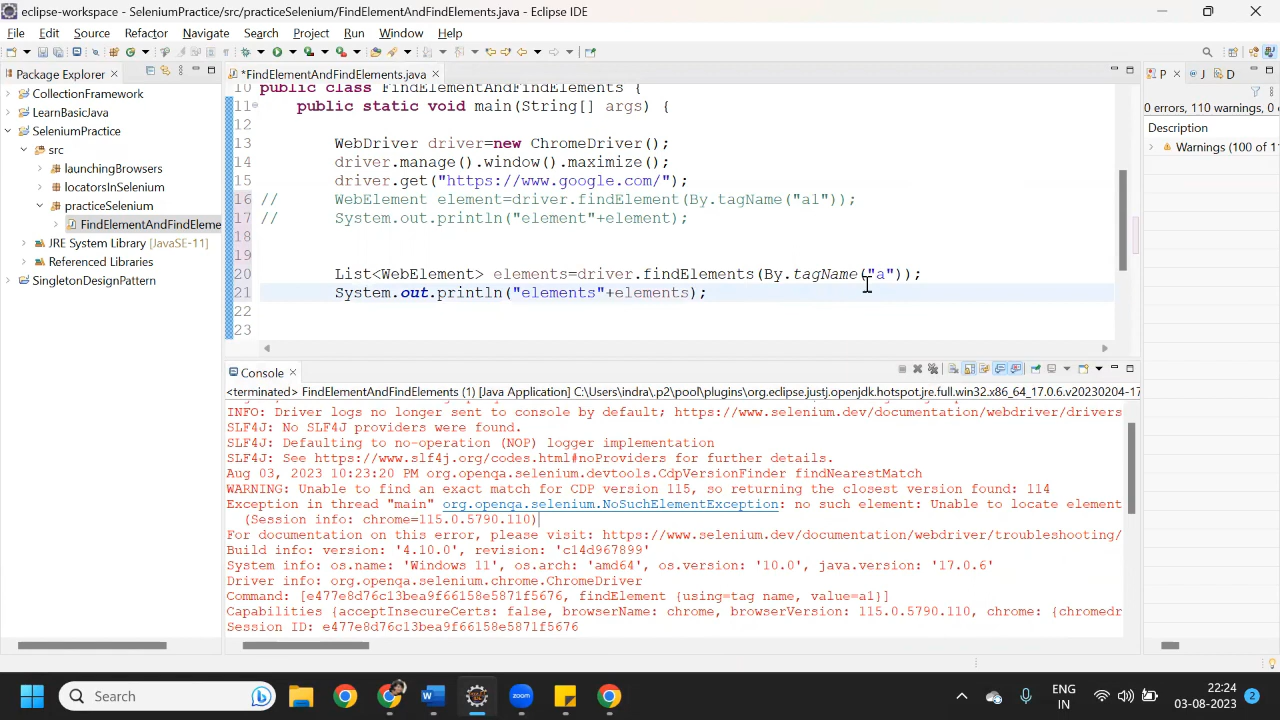 eclipse-workspace - SeleniumPractice/src/practiceSelenium/FindElementAndFindElements.java - Eclipse IDE
File Edit Source Refactor Navigate Search Project Run Window Help
Package Explorer
*FindElementAndFindElements.java
P J D
CollectionFramework
LearnBasicJava
SeleniumPractice
src
launchingBrowsers
locatorsInSelenium
practiceSelenium
FindElementAndFindEleme
JRE System Library [JavaSE-11]
Referenced Libraries
SingletonDesignPattern
10 public class FindElementAndFindElements {
11 public static void main(String[] args) {
12
13 WebDriver driver=new ChromeDriver();
14 driver.manage().window().maximize();
15 driver.get("https://www.google.com/");
16 // WebElement element=driver.findElement(By.tagName("a1"));
17 // System.out.println("element"+element);
18
19
20 List<WebElement> elements=driver.findElements(By.tagName("a"));
21 System.out.println("elements"+elements);
22
23
0 errors, 110 warnings, 0
Description
Warnings (100 of 11
Console
<terminated> FindElementAndFindElements (1) [Java Application] C:\Users\indra\.p2\pool\plugins\org.eclipse.justj.openjdk.hotspot.jre.full.win32.x86_64_17.0.6.v20230204-17
INFO: Driver logs no longer sent to console by default; https://www.selenium.dev/documentation/webdriver/drivers
SLF4J: No SLF4J providers were found.
SLF4J: Defaulting to no-operation (NOP) logger implementation
SLF4J: See https://www.slf4j.org/codes.html#noProviders for further details.
Aug 03, 2023 10:23:20 PM org.openqa.selenium.devtools.CdpVersionFinder findNearestMatch
WARNING: Unable to find an exact match for CDP version 115, so returning the closest version found: 114
Exception in thread "main" org.openqa.selenium.NoSuchElementException: no such element: Unable to locate element
(Session info: chrome=115.0.5790.110)
For documentation on this error, please visit: https://www.selenium.dev/documentation/webdriver/troubleshooting/
Build info: version: '4.10.0', revision: 'c14d967899'
System info: os.name: 'Windows 11', os.arch: 'amd64', os.version: '10.0', java.version: '17.0.6'
Driver info: org.openqa.selenium.chrome.ChromeDriver
Command: [e477e8d76c13bea9f66158e5871f5676, findElement {using=tag name, value=a1}]
Capabilities {acceptInsecureCerts: false, browserName: chrome, browserVersion: 115.0.5790.110, chrome: {chromedr
Session ID: e477e8d76c13bea9f66158e5871f5676
Search
ENG
IN
22:24
03-08-2023
2